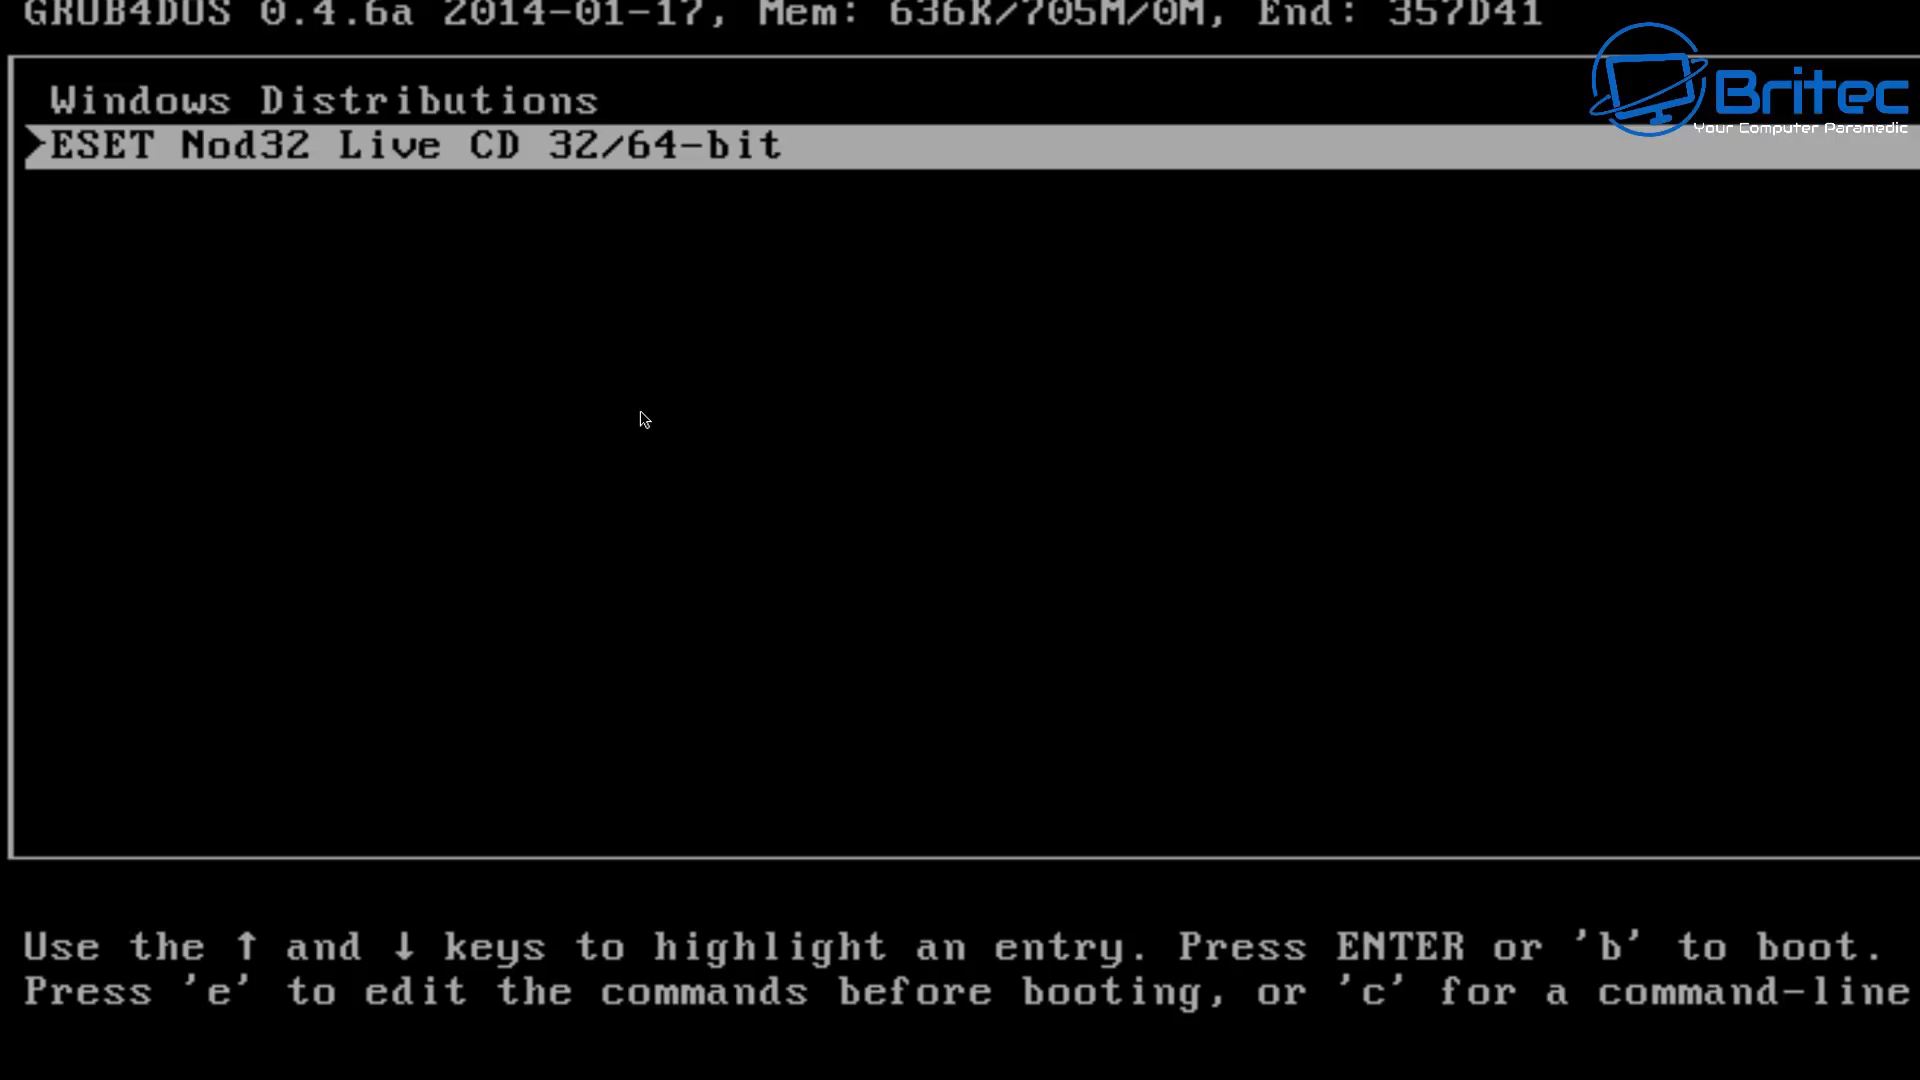 GRUB4DOS 0.4.6a 2014-01-17, Mem: 636K/705M/0M, End: 357D41
Britec
Your Computer Paramedic
Windows Distributions
ESET Nod32 Live CD 32/64-bit
Use the ↑ and ↓ keys to highlight an entry. Press ENTER or 'b' to boot.
Press 'e' to edit the commands before booting, or 'c' for a command-line